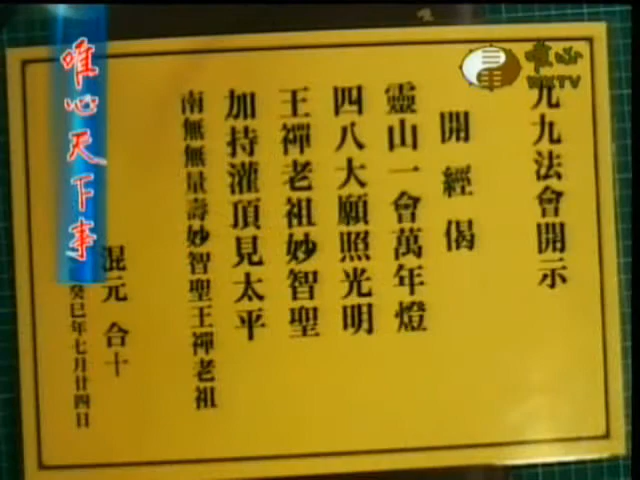 九九法會開示
開經偈
靈山一會萬年燈
四八大願照光明
王禪老祖妙智聖
加持灌頂見太平
南無無量壽妙智聖王禪老祖
混元 合十
癸巳年七月廿四日
唯心天下事
唯心
WXTV